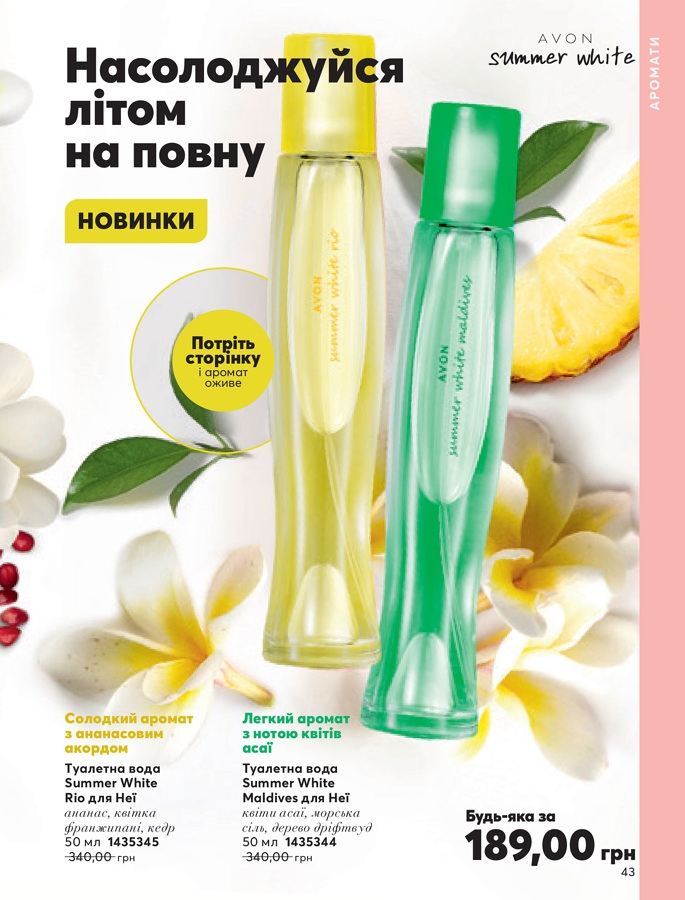 Насолоджуйся
літом
на повну
НОВИНКИ
AVON
summer white
АРОМАТИ
AVON
summer white rio
AVON
summer white maldives
Потріть
сторінку
і аромат
оживе
Солодкий аромат
з ананасовим
акордом
Туалетна вода
Summer White
Rio для Неї
ананас, квітка
франжипані, кедр
50 мл 1435345
340,00 грн
Легкий аромат
з нотою квітів
асаї
Туалетна вода
Summer White
Maldives для Неї
квіти асаї, морська
сіль, дерево дріфтвуд
50 мл 1435344
340,00 грн
Будь-яка за
189,00 грн
43